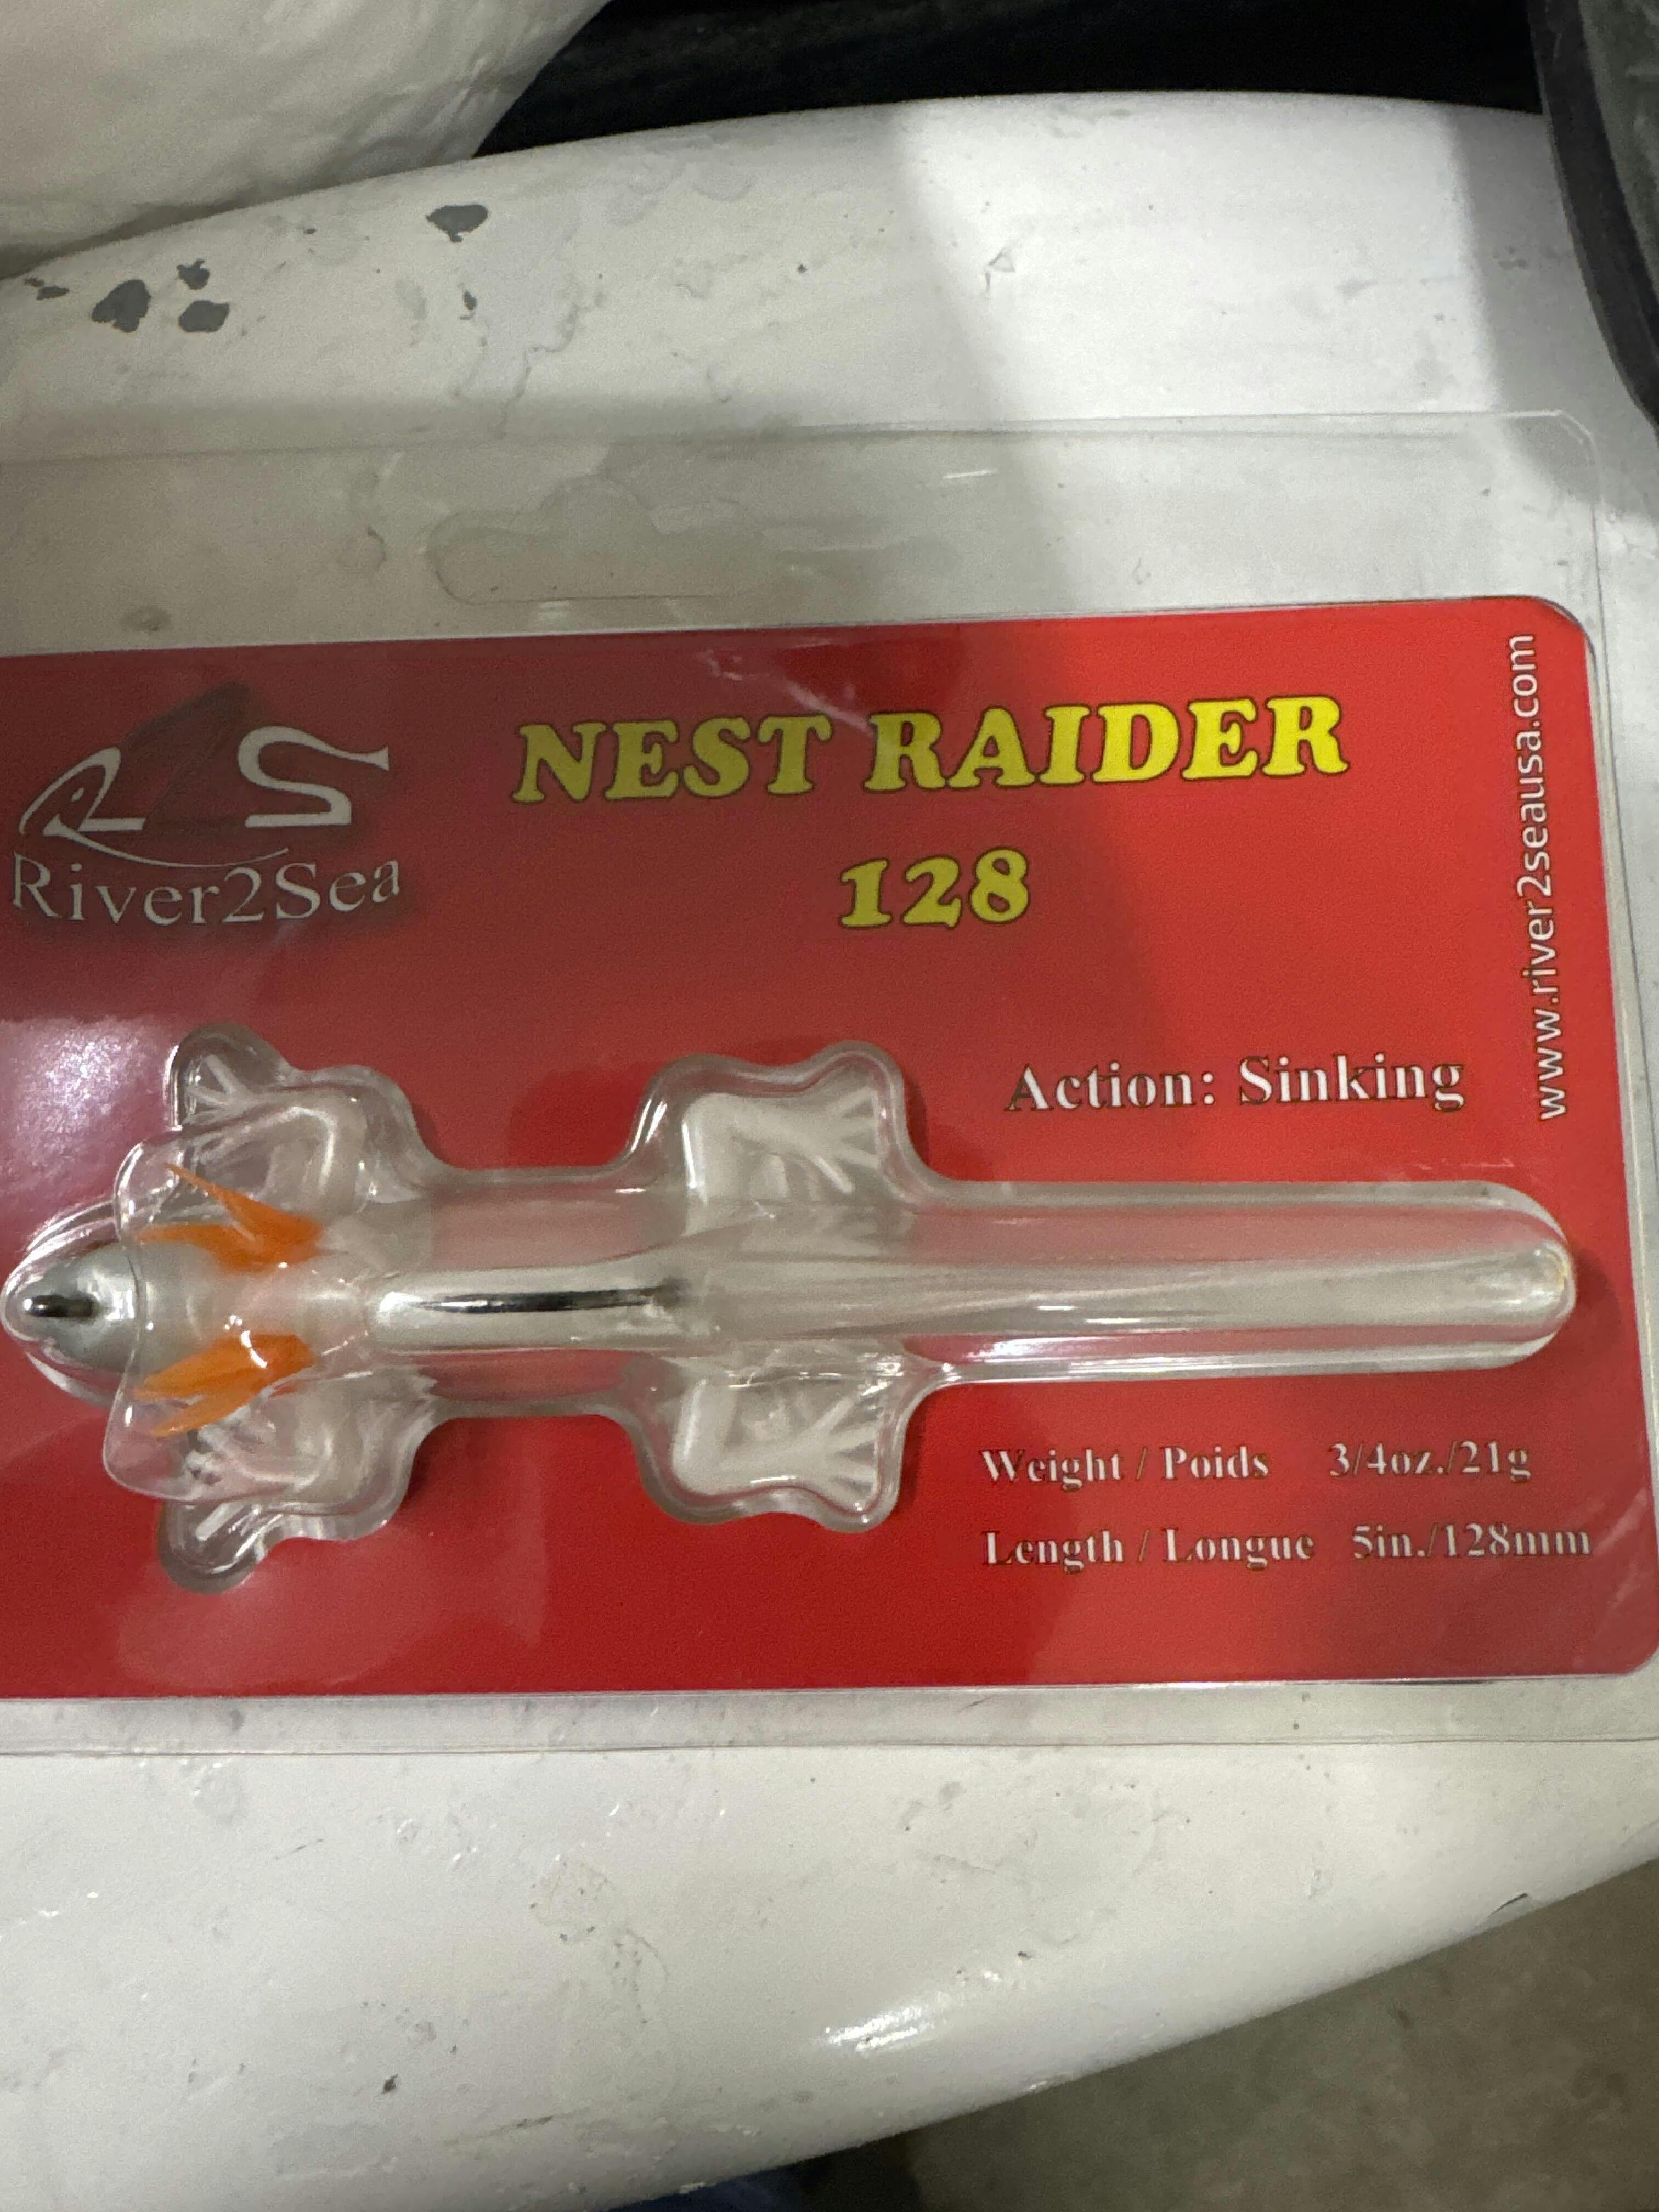 River2Sea
NEST RAIDER
128
www.river2seausa.com
Action: Sinking
Weight / Poids 3/4oz./21g
Length / Longue 5in./128mm